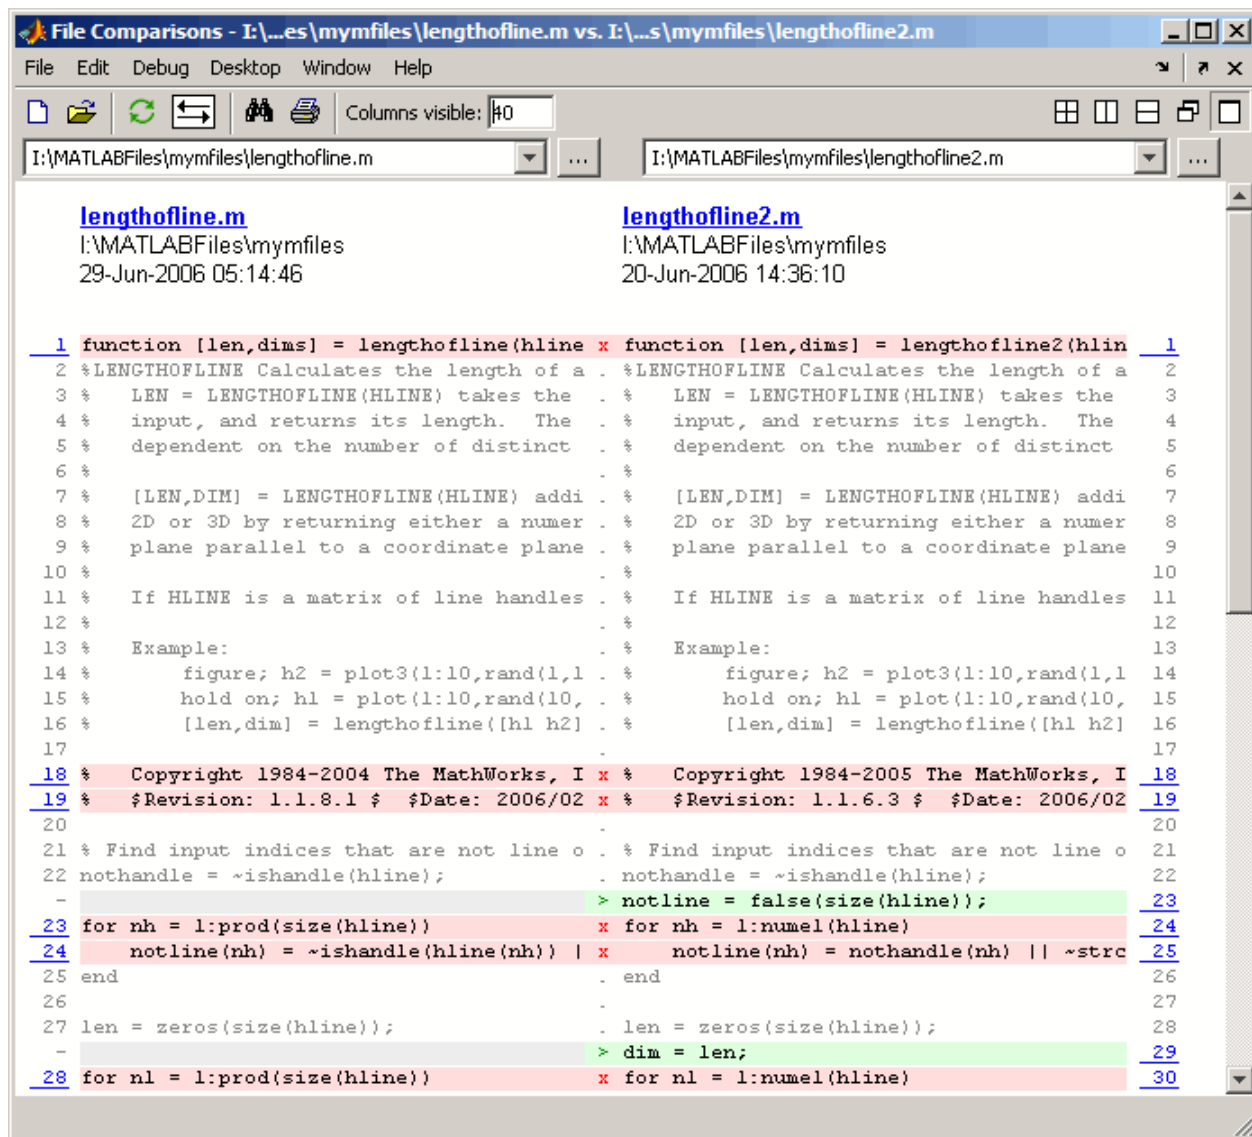 File Comparisons - I:\...es\mymfiles\lengthofline.m vs. I:\...s\mymfiles\lengthofline2.m
File Edit Debug Desktop Window Help
Columns visible: 40
I:\MATLABFiles\mymfiles\lengthofline.m ... I:\MATLABFiles\mymfiles\lengthofline2.m ...
lengthofline.m lengthofline2.m
I:\MATLABFiles\mymfiles I:\MATLABFiles\mymfiles
29-Jun-2006 05:14:46 20-Jun-2006 14:36:10
1 function [len,dims] = lengthofline(hline x function [len,dims] = lengthofline2(hlin 1
2 %LENGTHOFLINE Calculates the length of a . %LENGTHOFLINE Calculates the length of a 2
3 % LEN = LENGTHOFLINE(HLINE) takes the . % LEN = LENGTHOFLINE(HLINE) takes the 3
4 % input, and returns its length. The . % input, and returns its length. The 4
5 % dependent on the number of distinct . % dependent on the number of distinct 5
6 % . % 6
7 % [LEN,DIM] = LENGTHOFLINE(HLINE) addi . % [LEN,DIM] = LENGTHOFLINE(HLINE) addi 7
8 % 2D or 3D by returning either a numer . % 2D or 3D by returning either a numer 8
9 % plane parallel to a coordinate plane . % plane parallel to a coordinate plane 9
10 % . % 10
11 % If HLINE is a matrix of line handles . % If HLINE is a matrix of line handles 11
12 % . % 12
13 % Example: . % Example: 13
14 % figure; h2 = plot3(1:10,rand(1,1 . % figure; h2 = plot3(1:10,rand(1,1 14
15 % hold on; h1 = plot(1:10,rand(10, . % hold on; h1 = plot(1:10,rand(10, 15
16 % [len,dim] = lengthofline([h1 h2] . % [len,dim] = lengthofline([h1 h2] 16
17 . 17
18 % Copyright 1984-2004 The MathWorks, I x % Copyright 1984-2005 The MathWorks, I 18
19 % $Revision: 1.1.8.1 $ $Date: 2006/02 x % $Revision: 1.1.6.3 $ $Date: 2006/02 19
20 . 20
21 % Find input indices that are not line o . % Find input indices that are not line o 21
22 nothandle = ~ishandle(hline); . nothandle = ~ishandle(hline); 22
- > notline = false(size(hline)); 23
23 for nh = 1:prod(size(hline)) x for nh = 1:numel(hline) 24
24 notline(nh) = ~ishandle(hline(nh)) | x notline(nh) = nothandle(nh) || ~strc 25
25 end . end 26
26 . 27
27 len = zeros(size(hline)); . len = zeros(size(hline)); 28
- > dim = len; 29
28 for nl = 1:prod(size(hline)) x for nl = 1:numel(hline) 30